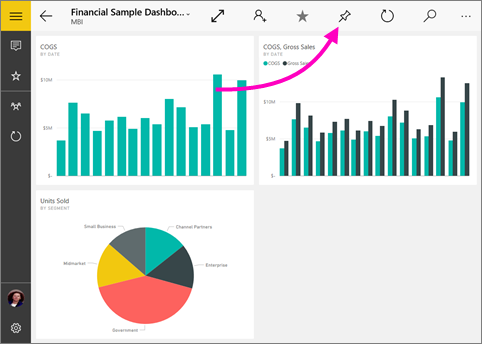 Financial Sample Dashbo...
MBI
COGS
BY DATE
$10M
$5M
$-
COGS, Gross Sales
BY DATE
COGS Gross Sales
$10M
$5M
$-
Units Sold
BY SEGMENT
Small Business
Channel Partners
Midmarket
Enterprise
Government